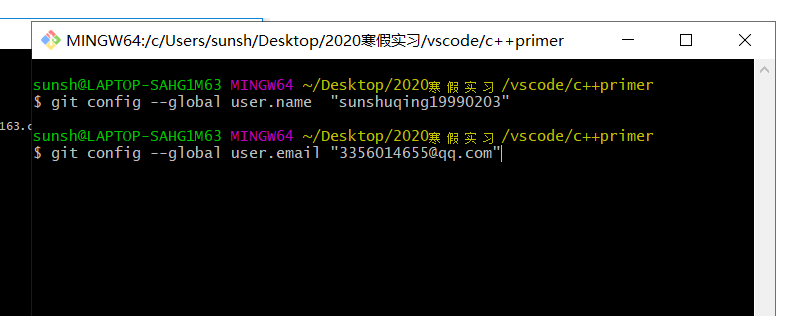 MINGW64:/c/Users/sunsh/Desktop/2020寒假实习/vscode/c++primer
sunsh@LAPTOP-SAHG1M63 MINGW64 ~/Desktop/2020寒假实习/vscode/c++primer
$ git config --global user.name  "sunshuqing19990203"
163.c
sunsh@LAPTOP-SAHG1M63 MINGW64 ~/Desktop/2020寒假实习/vscode/c++primer
$ git config --global user.email "3356014655@qq.com"